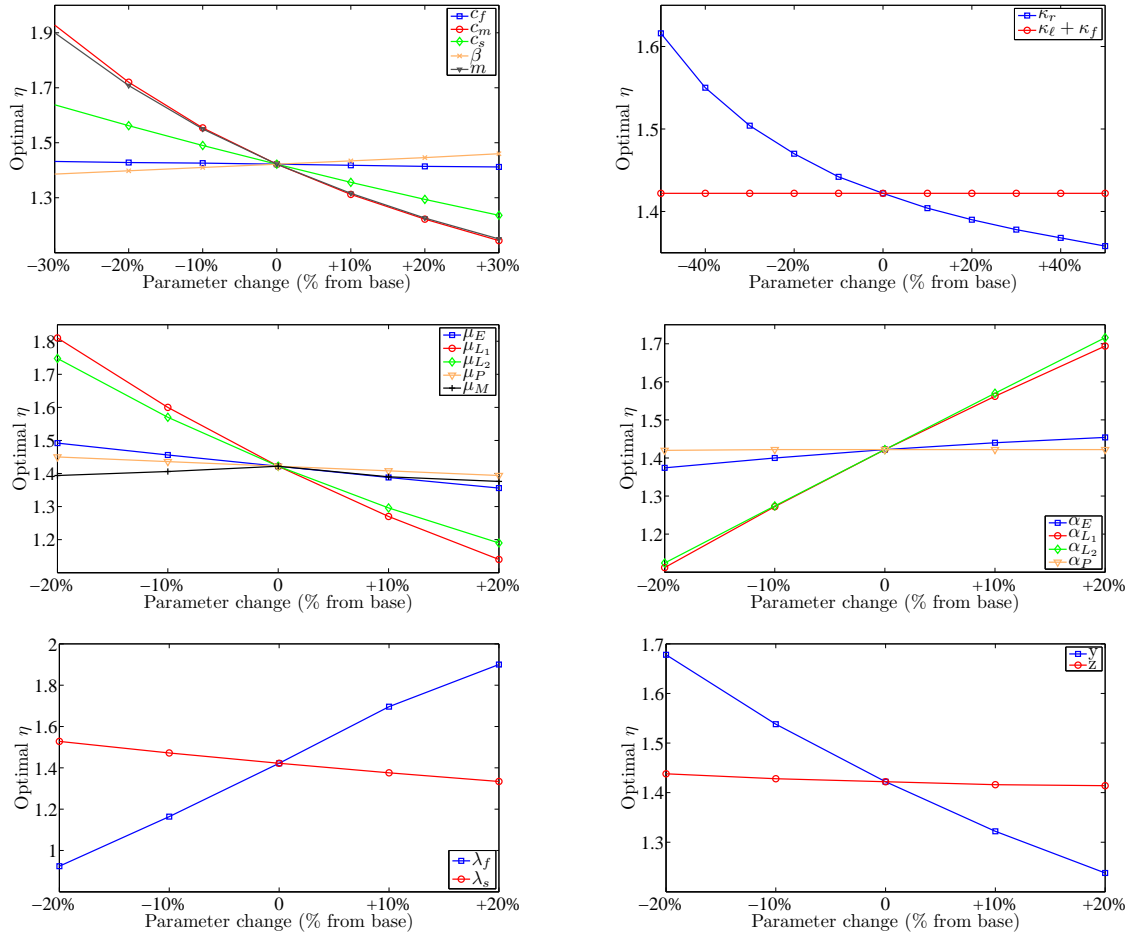 1.9
1.7
1.5
1.3
Optimal η
c_f
c_m
c_s
β
m
−30% −20% −10% 0 +10% +20% +30%
Parameter change (% from base)
1.6
1.5
1.4
Optimal η
κ_r
κ_ℓ + κ_f
−40% −20% 0 +20% +40%
Parameter change (% from base)
1.8
1.7
1.6
1.5
1.4
1.3
1.2
Optimal η
μ_E
μ_{L_1}
μ_{L_2}
μ_P
μ_M
−20% −10% 0 +10% +20%
Parameter change (% from base)
1.7
1.6
1.5
1.4
1.3
1.2
Optimal η
α_E
α_{L_1}
α_{L_2}
α_P
−20% −10% 0 +10% +20%
Parameter change (% from base)
2
1.8
1.6
1.4
1.2
1
Optimal η
λ_f
λ_s
−20% −10% 0 +10% +20%
Parameter change (% from base)
1.7
1.6
1.5
1.4
1.3
Optimal η
y
z
−20% −10% 0 +10% +20%
Parameter change (% from base)